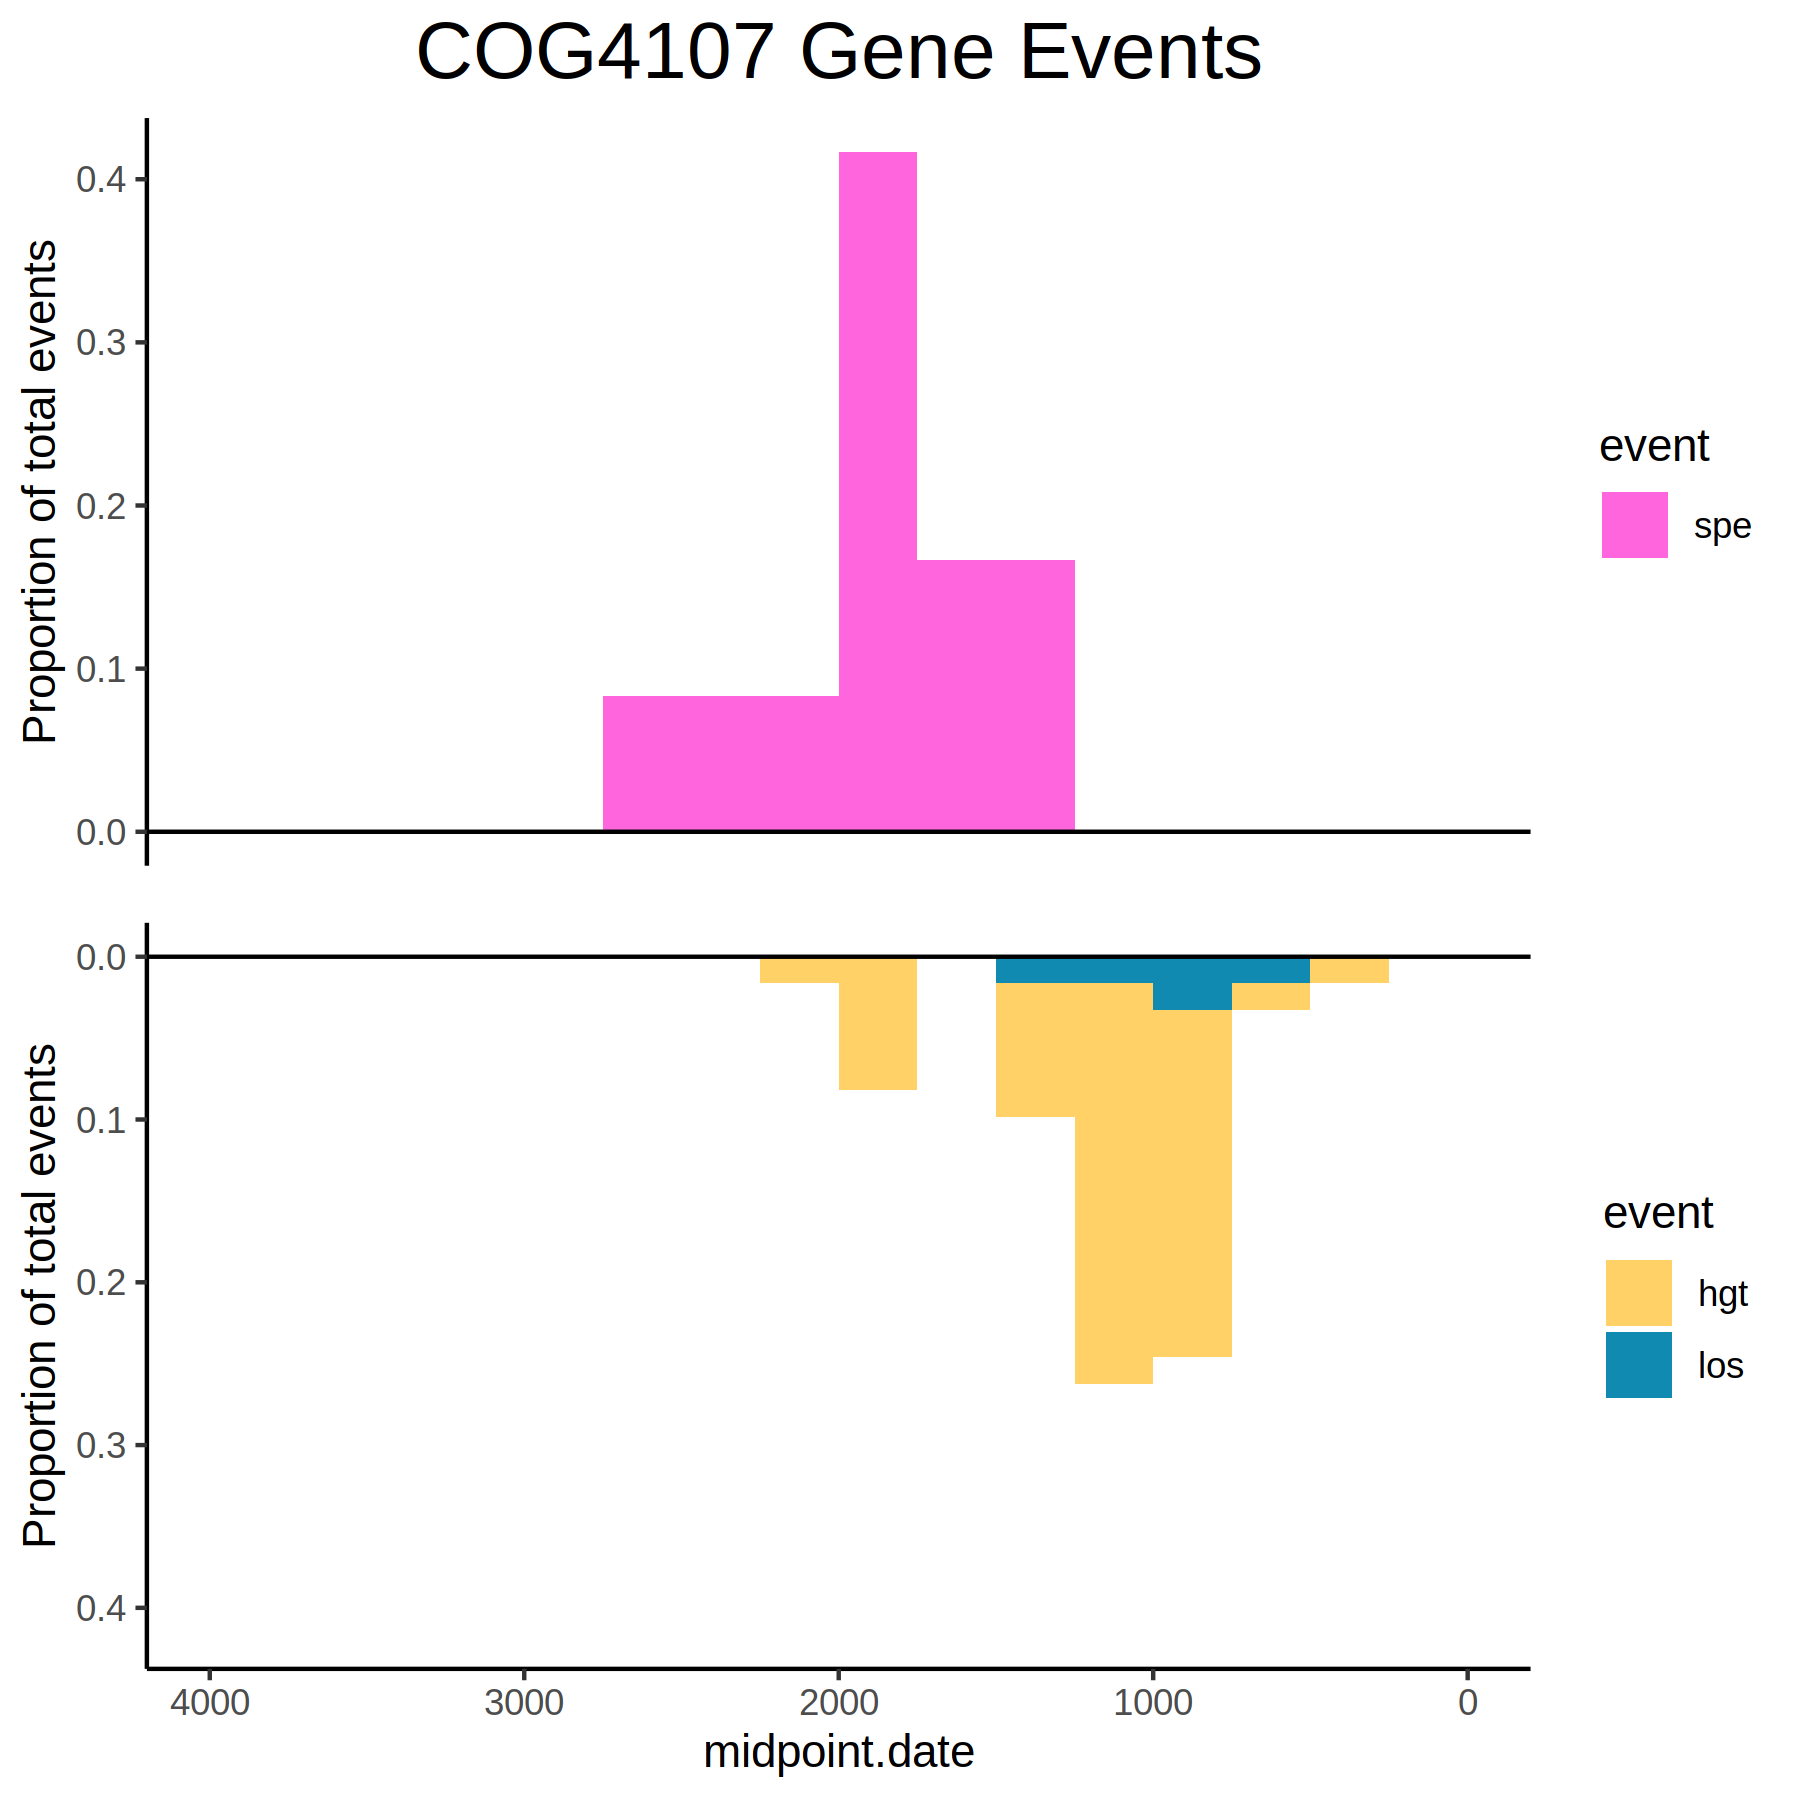 COG4107 Gene Events
Proportion of total events
0.4
0.3
0.2
0.1
0.0
event
spe
Proportion of total events
0.0
0.1
0.2
0.3
0.4
event
hgt
los
4000 3000 2000 1000 0
midpoint.date